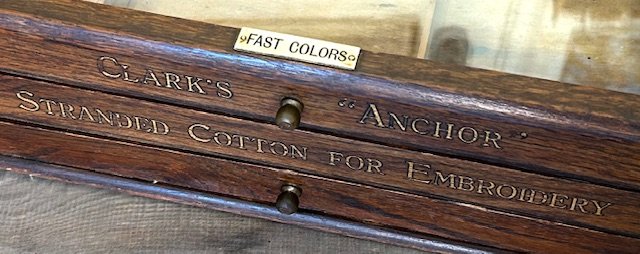 FAST COLORS
CLARK'S "ANCHOR"
STRANDED COTTON FOR EMBROIDERY